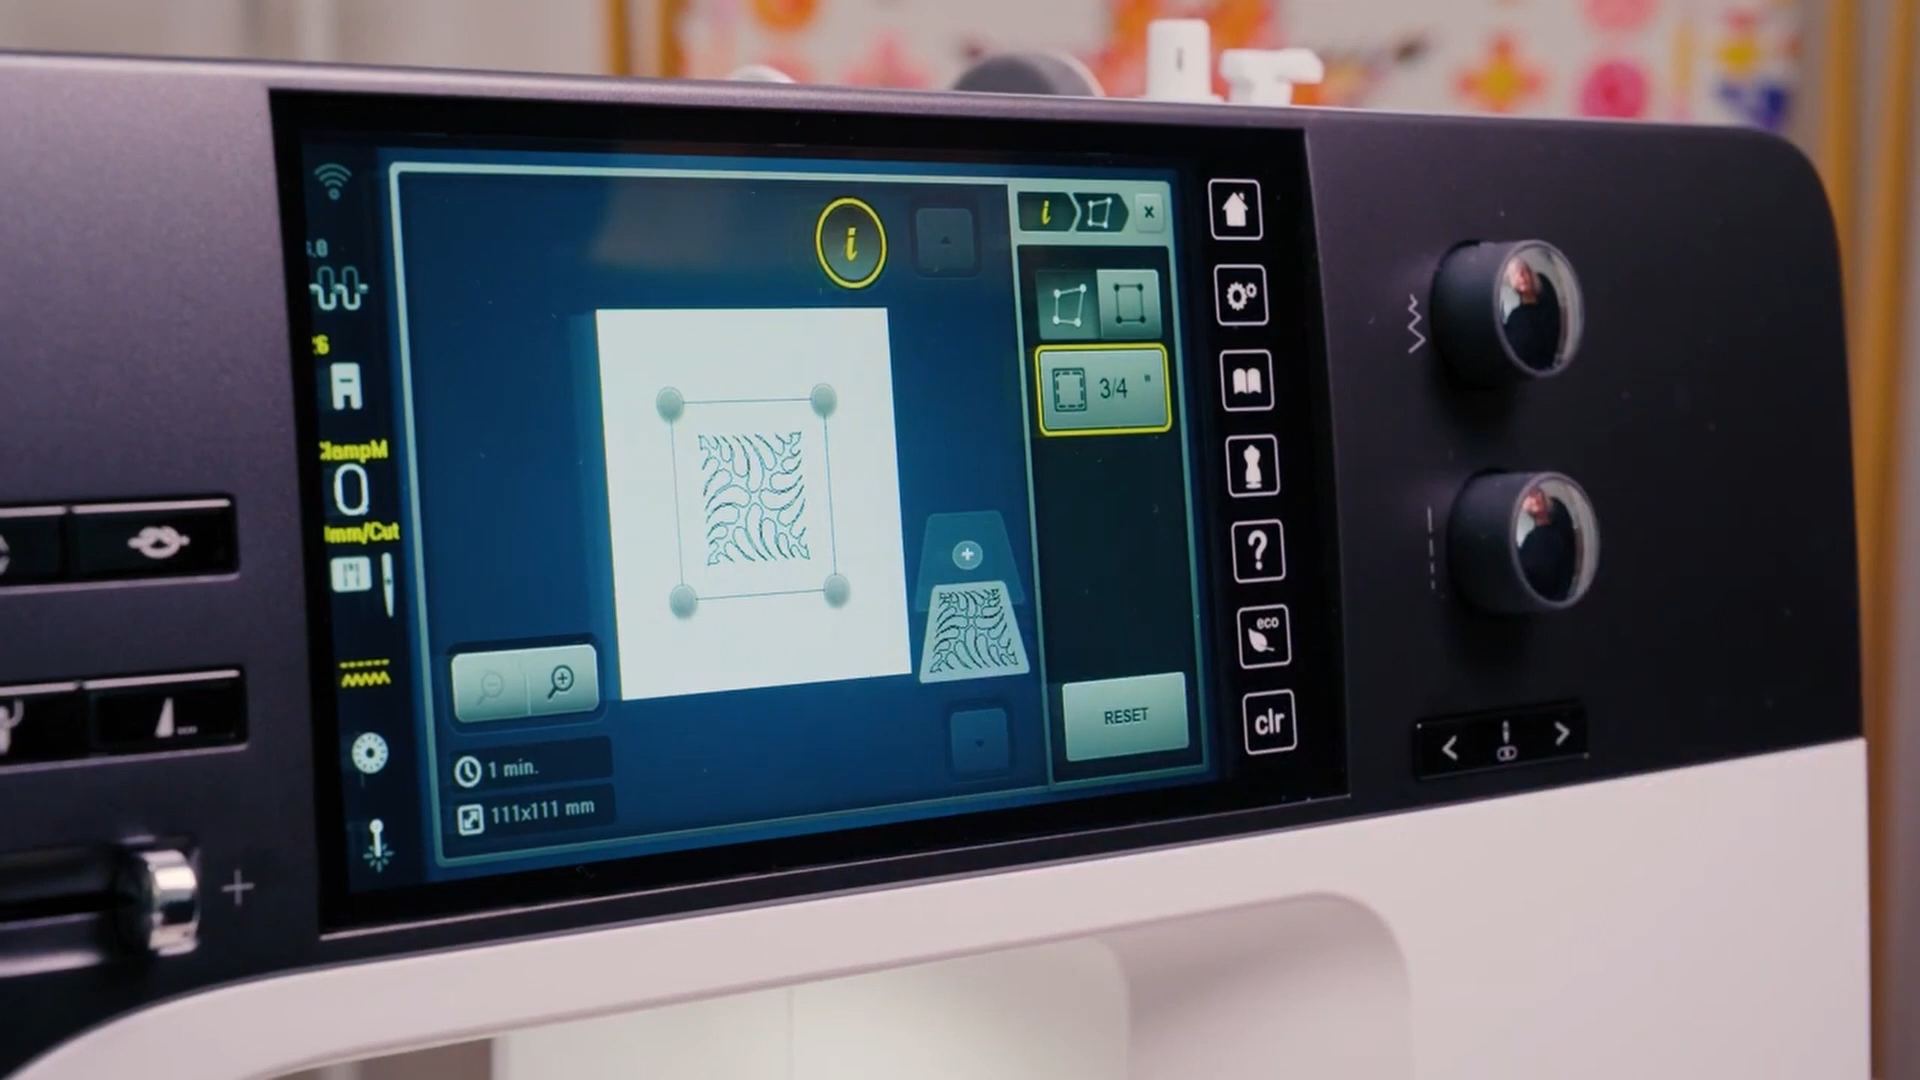 i
i
x
3/4 "
ClampM
0
mm/Cut
1 min.
111x111 mm
RESET
?
eco
clr